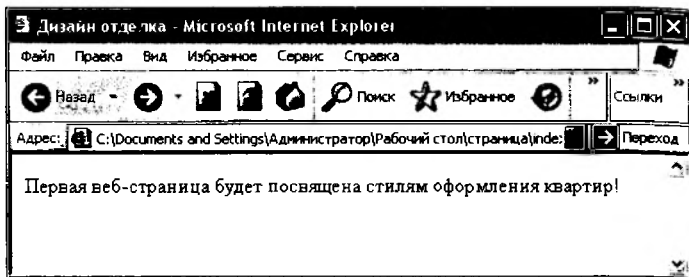 Дизайн отделка - Microsoft Internet Explorer
Файл Правка Вид Избранное Сервис Справка
Назад Поиск Избранное » Ссылки »
Адрес: C:\Documents and Settings\Администратор\Рабочий стол\страница\inde: Переход
Первая веб-страница будет посвящена стилям оформления квартир!